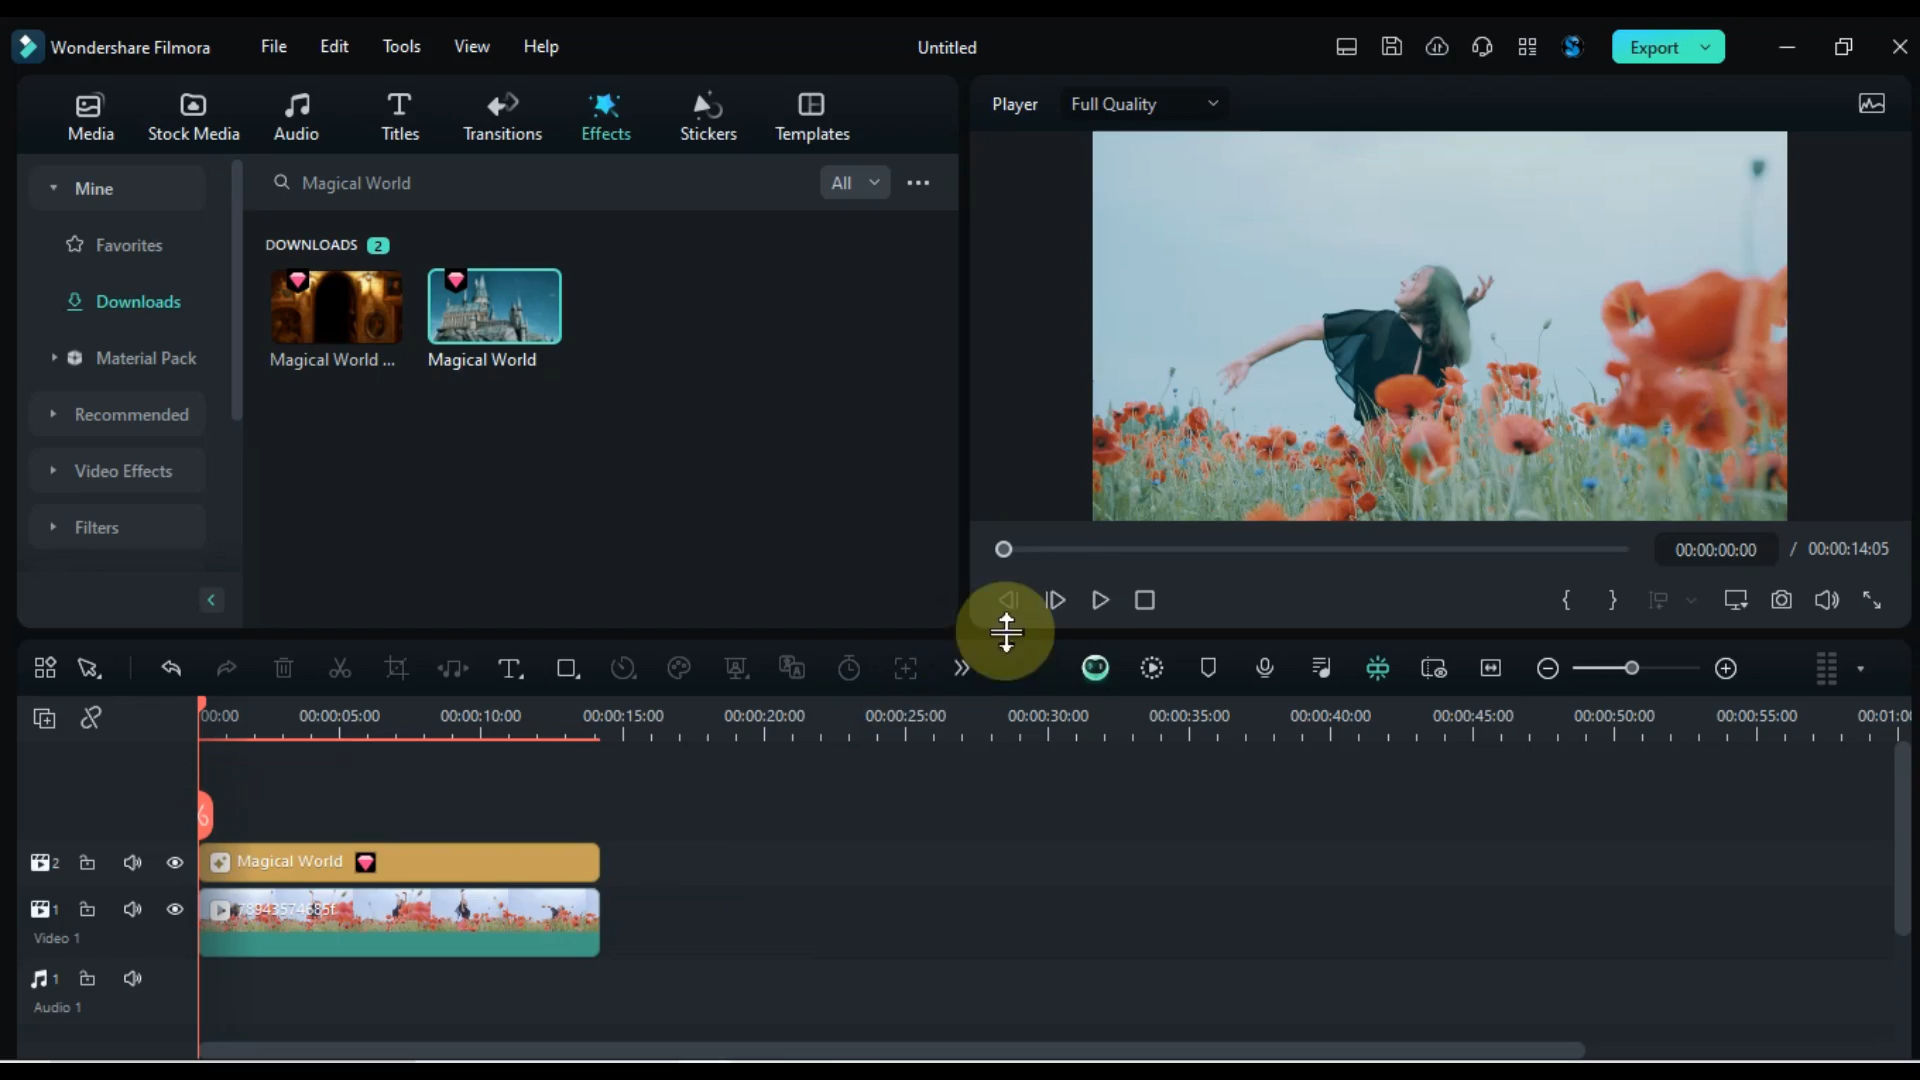 Wondershare Filmora File Edit Tools View Help Untitled Export
Media Stock Media Audio Titles Transitions Effects Stickers Templates
Player Full Quality
Mine
Magical World All
Favorites
DOWNLOADS 2
Downloads
Magical World ... Magical World
Material Pack
Recommended
Video Effects
Filters
00:00:00:00 / 00:00:14:05
00:00 00:00:05:00 00:00:10:00 00:00:15:00 00:00:20:00 00:00:25:00 00:00:30:00 00:00:35:00 00:00:40:00 00:00:45:00 00:00:50:00 00:00:55:00 00:01:0
2 Magical World
1 78943574685f
Video 1
1
Audio 1